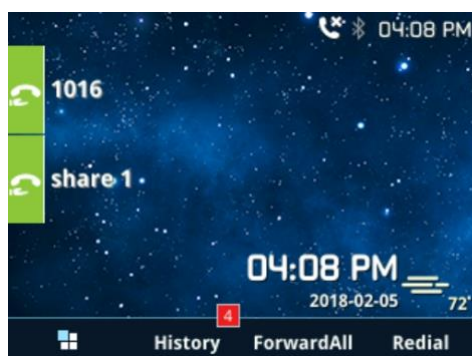 04:08 PM
1016
share 1
04:08 PM
2018-02-05
72°
4
History ForwardAll Redial